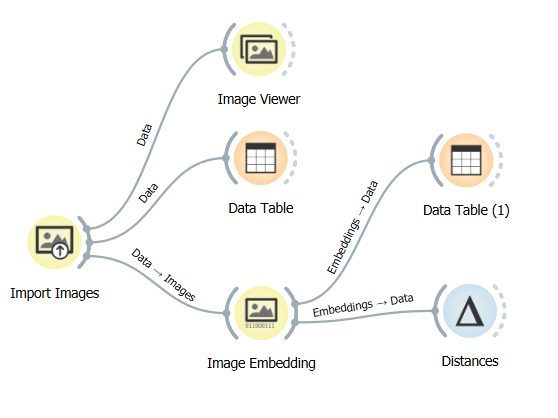 Image Viewer
Data
Data
Data Table
Data Table (1)
Embeddings → Data
Import Images
Data → Images
Embeddings → Data
011000111
Image Embedding
Distances